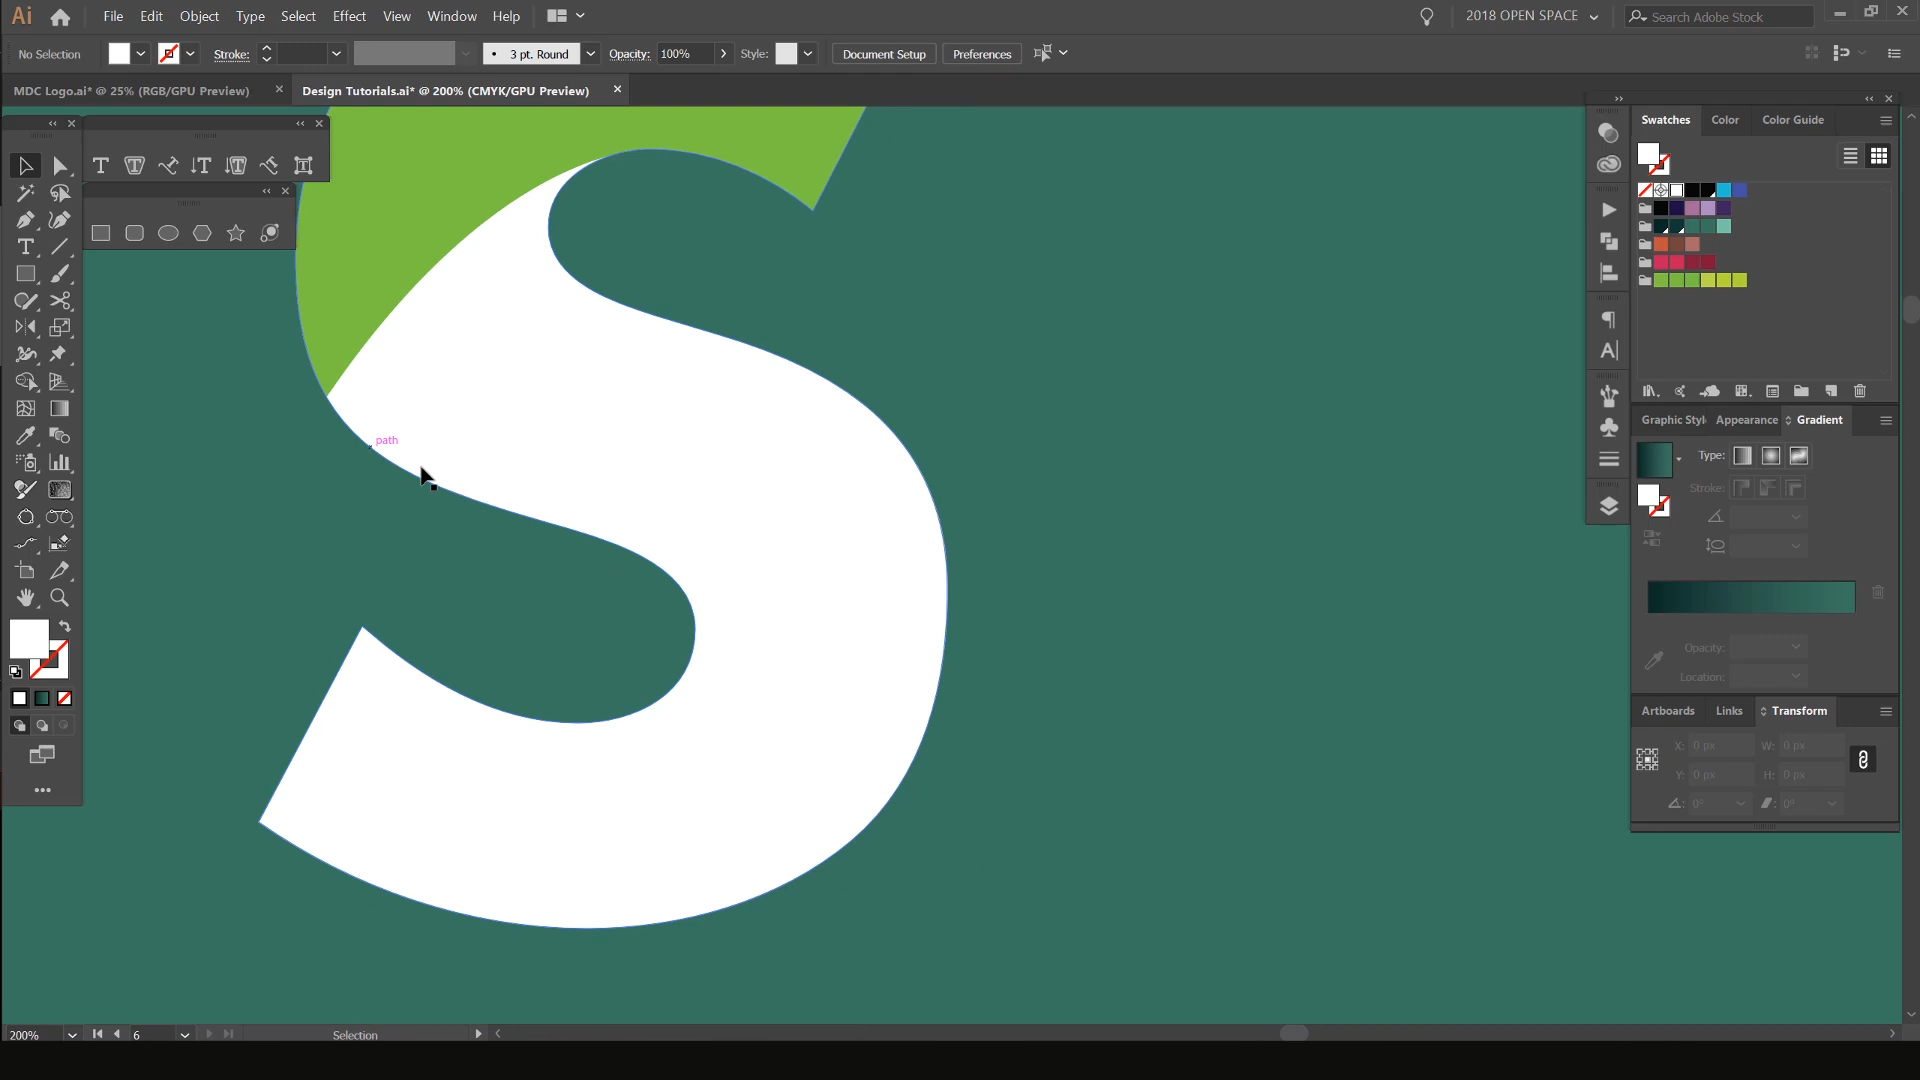 Ai File Edit Object Type Select Effect View Window Help 2018 OPEN SPACE Search Adobe Stock
No Selection Stroke: 3 pt. Round Opacity: 100% Style: Document Setup Preferences
MDC Logo.ai* @ 25% (RGB/GPU Preview) Design Tutorials.ai* @ 200% (CMYK/GPU Preview)
Swatches Color Color Guide
path
Graphic Styl Appearance Gradient
Type:
Stroke:
Opacity:
Location:
Artboards Links Transform
X: 0 px W: 0 px
Y: 0 px H: 0 px
0° 0°
S
200% 6 Selection